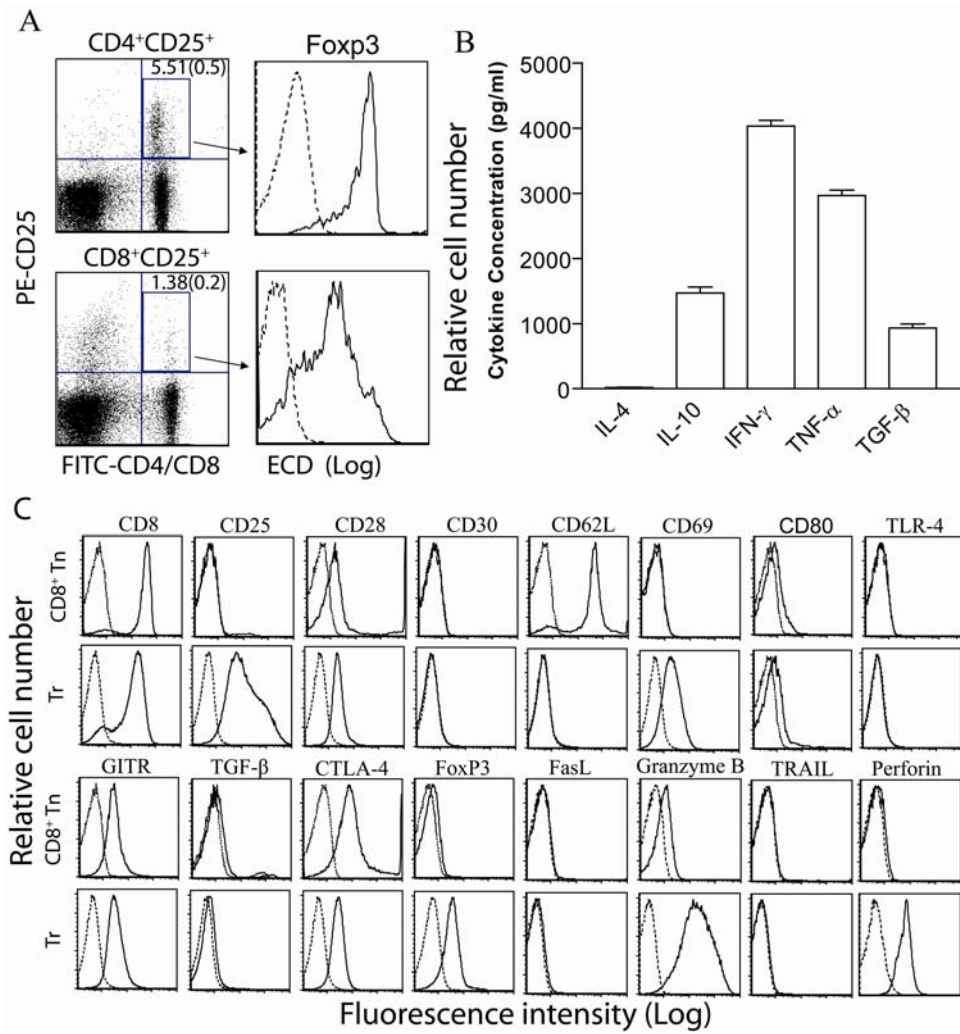 A
CD4⁺CD25⁺
5.51(0.5)
Foxp3
PE-CD25
CD8⁺CD25⁺
1.38(0.2)
FITC-CD4/CD8
ECD (Log)
B
Relative cell number
Cytokine Concentration (pg/ml)
5000
4000
3000
2000
1000
0
IL-4
IL-10
IFN-γ
TNF-α
TGF-β
C
Relative cell number
CD8 CD25 CD28 CD30 CD62L CD69 CD80 TLR-4
CD8⁺ Tn
Tr
GITR TGF-β CTLA-4 FoxP3 FasL Granzyme B TRAIL Perforin
CD8⁺ Tn
Tr
Fluorescence intensity (Log)